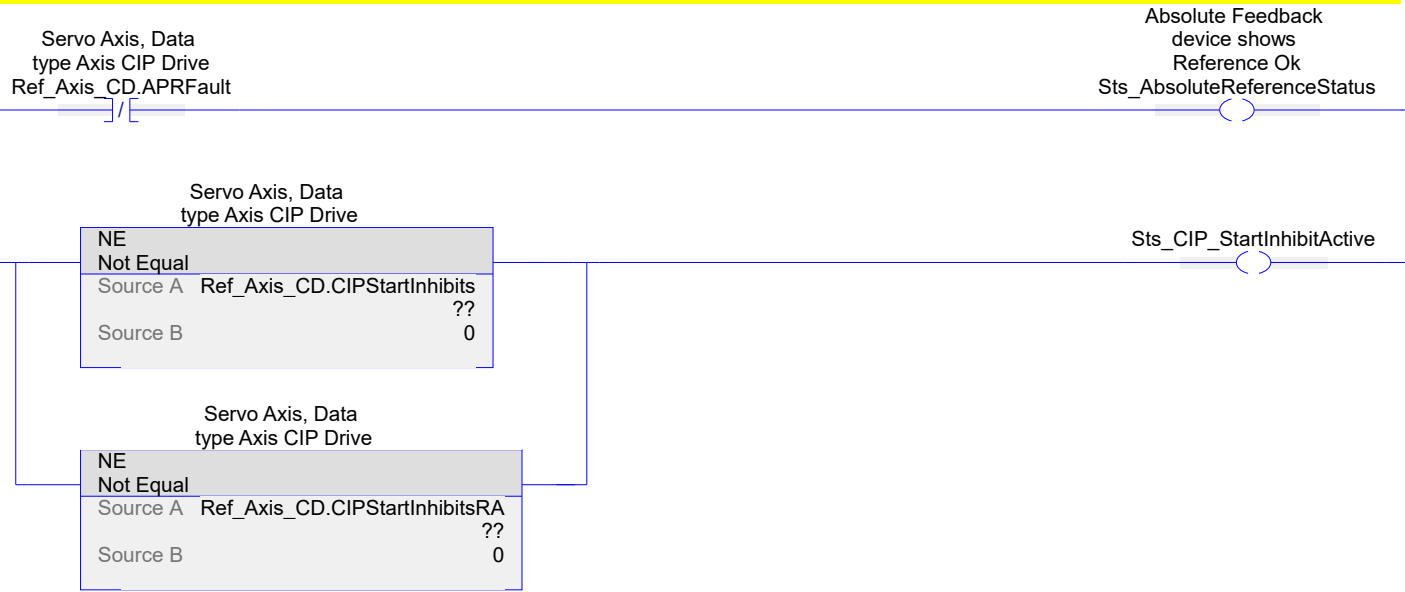 Servo Axis, Data
type Axis CIP Drive
Ref_Axis_CD.APRFault
/
Absolute Feedback
device shows
Reference Ok
Sts_AbsoluteReferenceStatus
Servo Axis, Data
type Axis CIP Drive
NE
Not Equal
Source A Ref_Axis_CD.CIPStartInhibits
??
Source B 0
Sts_CIP_StartInhibitActive
Servo Axis, Data
type Axis CIP Drive
NE
Not Equal
Source A Ref_Axis_CD.CIPStartInhibitsRA
??
Source B 0